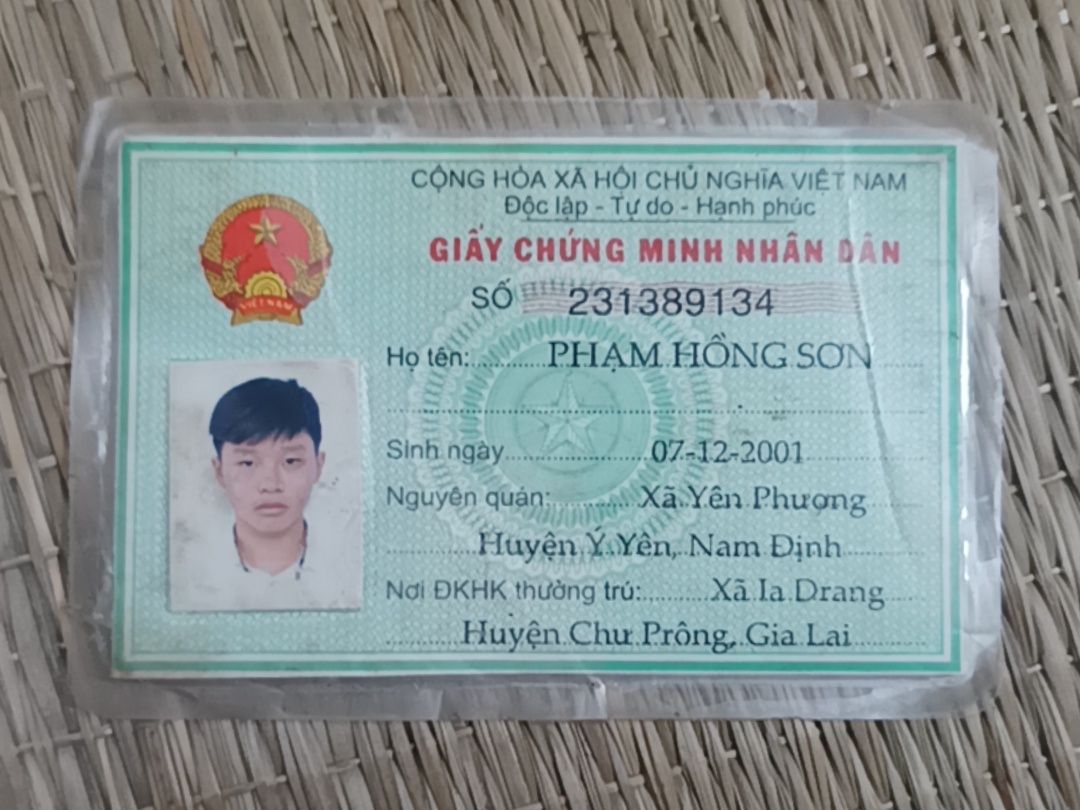 CỘNG HÒA XÃ HỘI CHỦ NGHĨA VIỆT NAM
Độc lập - Tự do - Hạnh phúc
GIẤY CHỨNG MINH NHÂN DÂN
VIỆT NAM
SỐ 231389134
Họ tên: PHẠM HỒNG SƠN
Sinh ngày 07-12-2001
Nguyên quán: Xã Yên Phương
Huyện Ý Yên, Nam Định
Nơi ĐKHK thường trú: Xã Ia Drang
Huyện Chư Prông, Gia Lai